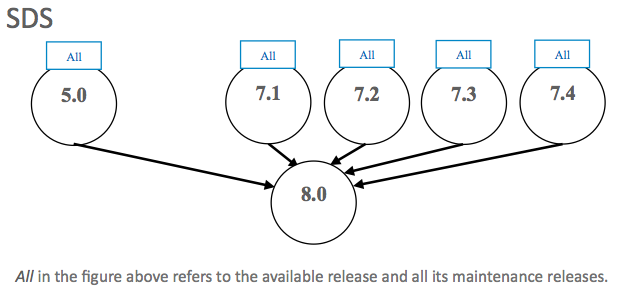 SDS
All All All All All
5.0 7.1 7.2 7.3 7.4
8.0
All in the figure above refers to the available release and all its maintenance releases.